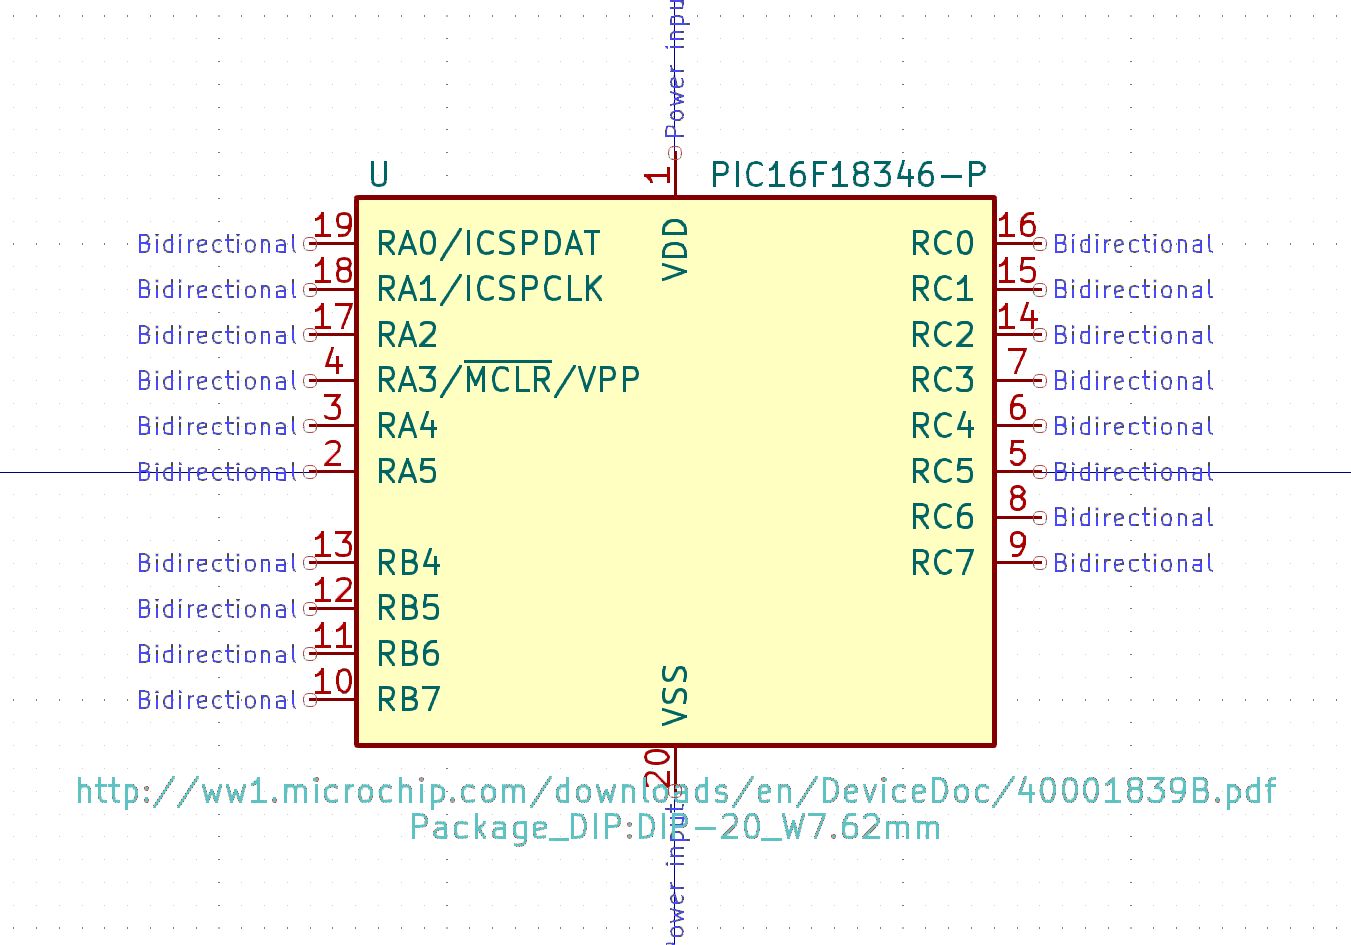 Power inpu
U 1 PIC16F18346-P
VDD
Bidirectional 19 RA0/ICSPDAT RC0 16 Bidirectional
Bidirectional 18 RA1/ICSPCLK RC1 15 Bidirectional
Bidirectional 17 RA2 RC2 14 Bidirectional
Bidirectional 4 RA3/MCLR/VPP RC3 7 Bidirectional
Bidirectional 3 RA4 RC4 6 Bidirectional
Bidirectional 2 RA5 RC5 5 Bidirectional
RC6 8 Bidirectional
Bidirectional 13 RB4 RC7 9 Bidirectional
Bidirectional 12 RB5
Bidirectional 11 RB6
Bidirectional 10 RB7
VSS
20
http://ww1.microchip.com/downloads/en/DeviceDoc/40001839B.pdf
Package_DIP:DIP-20_W7.62mm
ower input